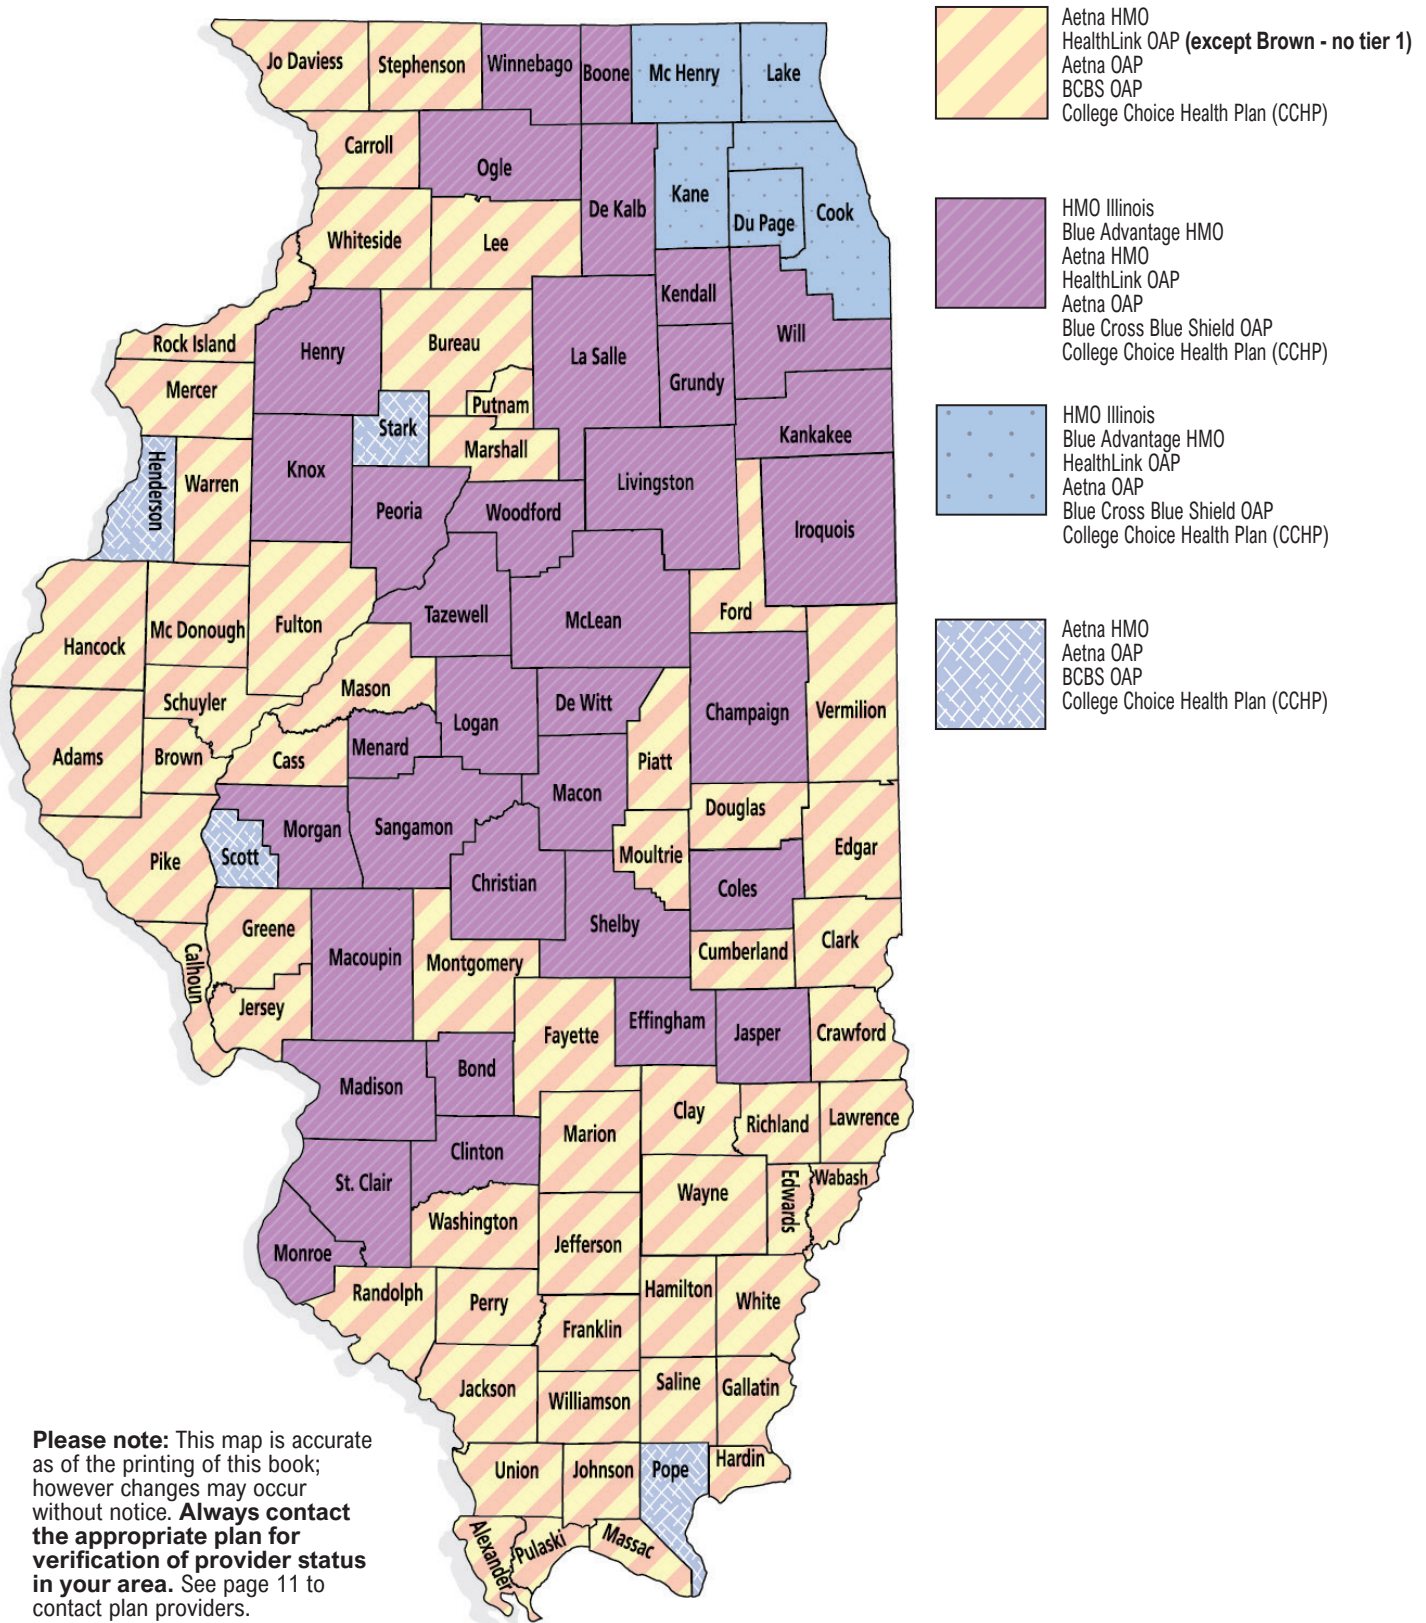 Jo Daviess
Stephenson
Winnebago
Boone
Mc Henry
Lake
Carroll
Ogle
De Kalb
Kane
Du Page
Cook
Whiteside
Lee
Kendall
Will
Rock Island
Henry
Bureau
La Salle
Grundy
Mercer
Putnam
Kankakee
Stark
Marshall
Henderson
Warren
Knox
Peoria
Woodford
Livingston
Iroquois
Hancock
Mc Donough
Fulton
Tazewell
McLean
Ford
Schuyler
Mason
Logan
De Witt
Champaign
Vermilion
Adams
Brown
Cass
Menard
Piatt
Macon
Douglas
Pike
Scott
Morgan
Sangamon
Christian
Moultrie
Coles
Edgar
Shelby
Greene
Macoupin
Montgomery
Cumberland
Clark
Calhoun
Jersey
Fayette
Effingham
Jasper
Crawford
Madison
Bond
Clay
Richland
Lawrence
Marion
Clinton
St. Clair
Wayne
Edwards
Wabash
Washington
Jefferson
Monroe
Randolph
Perry
Hamilton
White
Franklin
Jackson
Williamson
Saline
Gallatin
Union
Johnson
Pope
Hardin
Alexander
Pulaski
Massac
Aetna HMO
HealthLink OAP (except Brown - no tier 1)
Aetna OAP
BCBS OAP
College Choice Health Plan (CCHP)
HMO Illinois
Blue Advantage HMO
Aetna HMO
HealthLink OAP
Aetna OAP
Blue Cross Blue Shield OAP
College Choice Health Plan (CCHP)
HMO Illinois
Blue Advantage HMO
HealthLink OAP
Aetna OAP
Blue Cross Blue Shield OAP
College Choice Health Plan (CCHP)
Aetna HMO
Aetna OAP
BCBS OAP
College Choice Health Plan (CCHP)
Please note: This map is accurate
as of the printing of this book;
however changes may occur
without notice. Always contact
the appropriate plan for
verification of provider status
in your area. See page 11 to
contact plan providers.